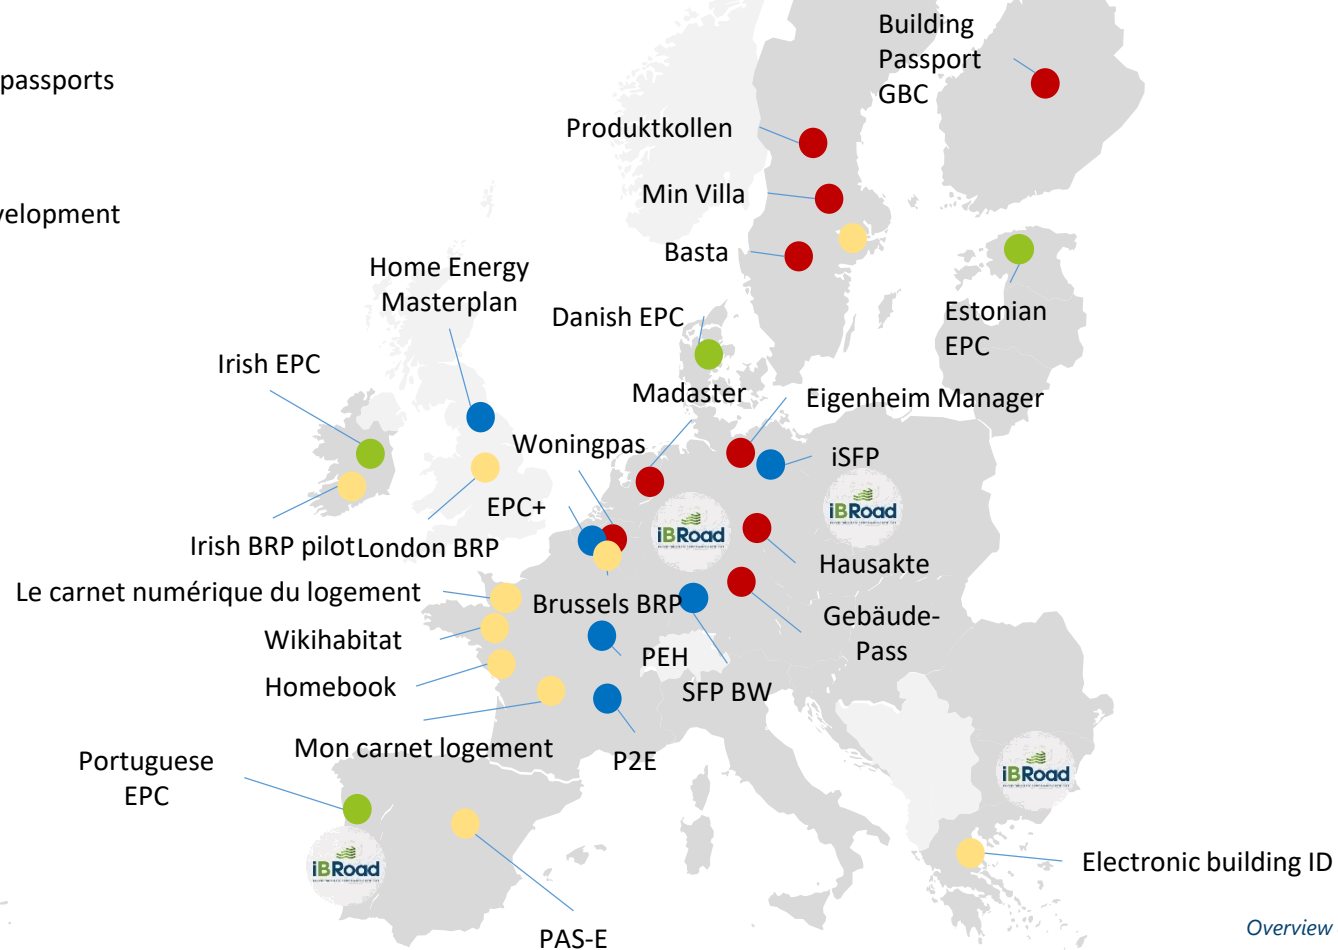 Building
Passport
GBC
passports
Produktkollen
Min Villa
velopment
Basta
Home Energy
Masterplan
Danish EPC
Estonian
EPC
Irish EPC
Madaster
Eigenheim Manager
Woningpas
iSFP
EPC+
iBRoad
iBRoad
Irish BRP pilot
London BRP
Hausakte
Le carnet numérique du logement
Brussels BRP
Gebäude-
Pass
Wikihabitat
PEH
Homebook
SFP BW
Mon carnet logement
P2E
Portuguese
EPC
iBRoad
iBRoad
Electronic building ID
PAS-E
Overview